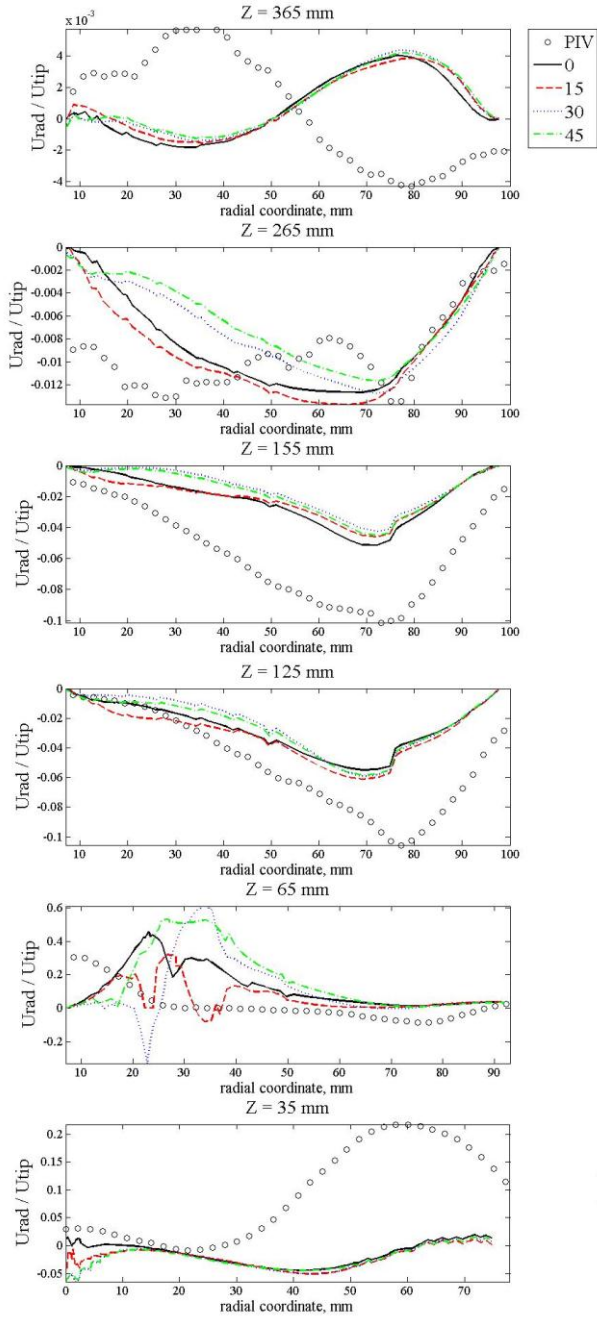 Z = 365 mm
x 10⁻³
4
2
0
-2
-4
Urad / Utip
10 20 30 40 50 60 70 80 90 100
radial coordinate, mm
PIV
0
15
30
45
Z = 265 mm
0
-0.002
-0.004
-0.006
-0.008
-0.01
-0.012
Urad / Utip
10 20 30 40 50 60 70 80 90 100
radial coordinate, mm
Z = 155 mm
0
-0.02
-0.04
-0.06
-0.08
-0.1
Urad / Utip
10 20 30 40 50 60 70 80 90 100
radial coordinate, mm
Z = 125 mm
0
-0.02
-0.04
-0.06
-0.08
-0.1
Urad / Utip
10 20 30 40 50 60 70 80 90 100
radial coordinate, mm
Z = 65 mm
0.6
0.4
0.2
0
-0.2
Urad / Utip
10 20 30 40 50 60 70 80 90
radial coordinate, mm
Z = 35 mm
0.2
0.15
0.1
0.05
0
-0.05
Urad / Utip
0 10 20 30 40 50 60 70
radial coordinate, mm